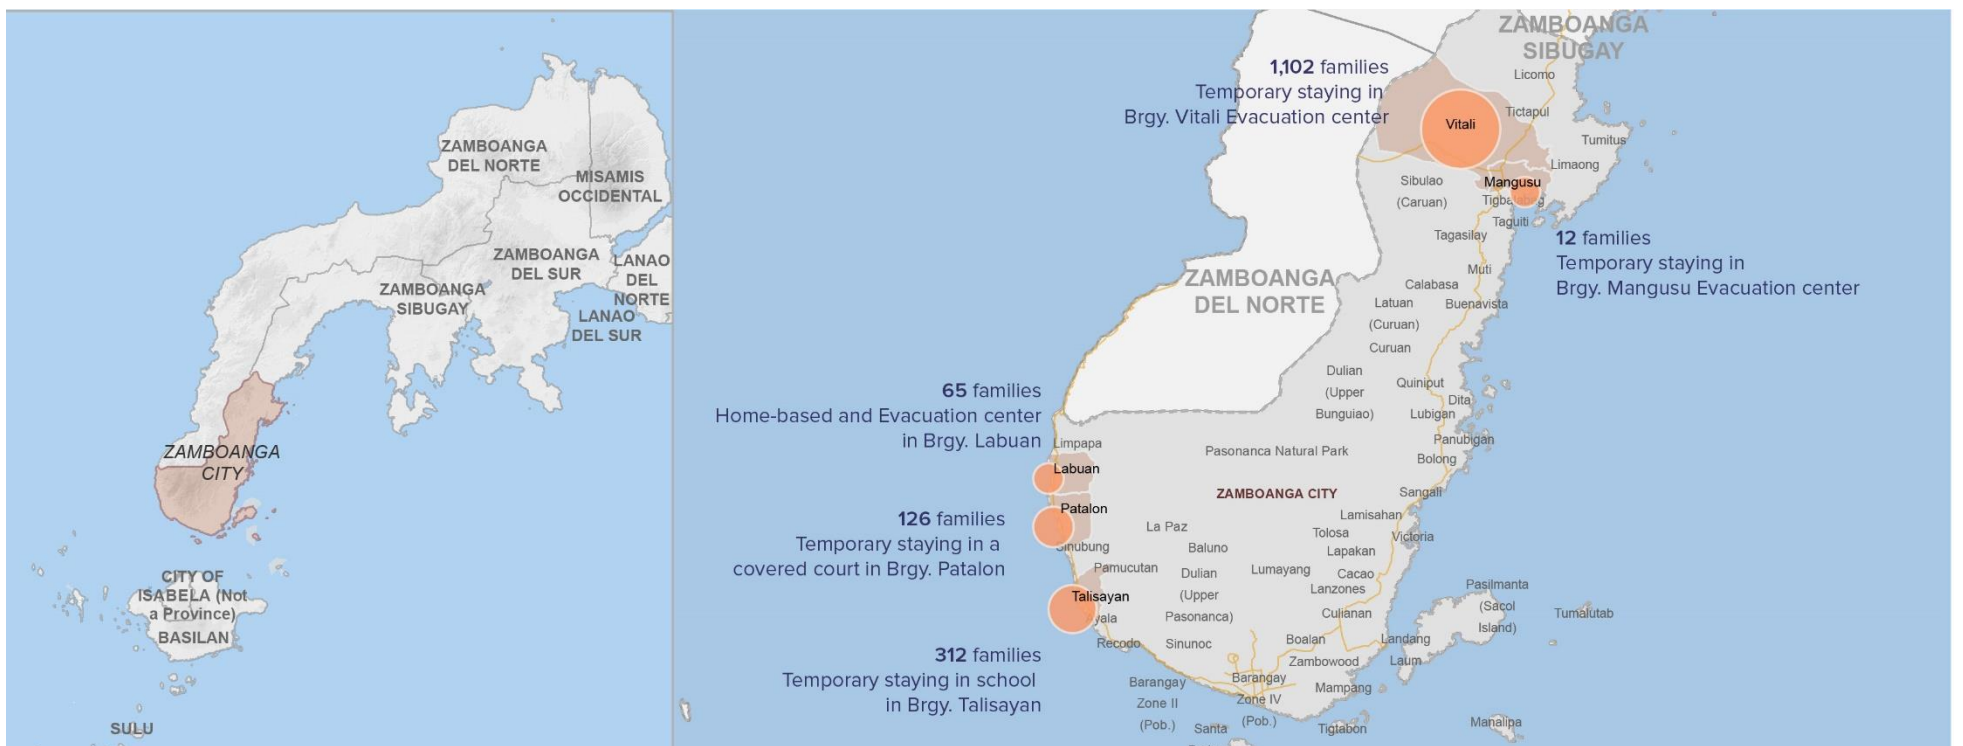 ZAMBOANGA
DEL NORTE
MISAMIS
OCCIDENTAL
ZAMBOANGA
DEL SUR
LANAO
DEL
NORTE
ZAMBOANGA
SIBUGAY
LANAO
DEL SUR
ZAMBOANGA
CITY
CITY OF
ISABELA (Not
a Province)
BASILAN
SULU
ZAMBOANGA
SIBUGAY
Licomo
1,102 families
Temporary staying in
Brgy. Vitali Evacuation center
Vitali
Tictapul
Tumitus
Limaong
Mangusu
Sibulao
(Caruan)
Taguiti
Tagasilay
12 families
Temporary staying in
Brgy. Mangusu Evacuation center
Muti
Calabasa
Buenavista
Latuan
(Curuan)
ZAMBOANGA
DEL NORTE
Curuan
Dulian
(Upper
Bunguiao)
Quiniput
Dita
Lubigan
65 families
Home-based and Evacuation center
in Brgy. Labuan
Limpapa
Panubigan
Pasonanca Natural Park
Bolong
Labuan
ZAMBOANGA CITY
Sangali
Patalon
Lamisahan
126 families
Temporary staying in a
covered court in Brgy. Patalon
La Paz
Tolosa
Victoria
Sinubung
Baluno
Lapakan
Pamucutan
Dulian
(Upper
Pasonanca)
Lumayang
Cacao
Lanzones
Pasilmanta
(Sacol
Island)
Talisayan
Ayala
Culianan
Tumalutab
Recodo
Sinunoc
Boalan
Landang
Laum
Zambowood
312 families
Temporary staying in school
in Brgy. Talisayan
Barangay
Zone II
(Pob.)
Barangay
Zone IV
(Pob.)
Mampang
Santa
Tigtabon
Manalipa